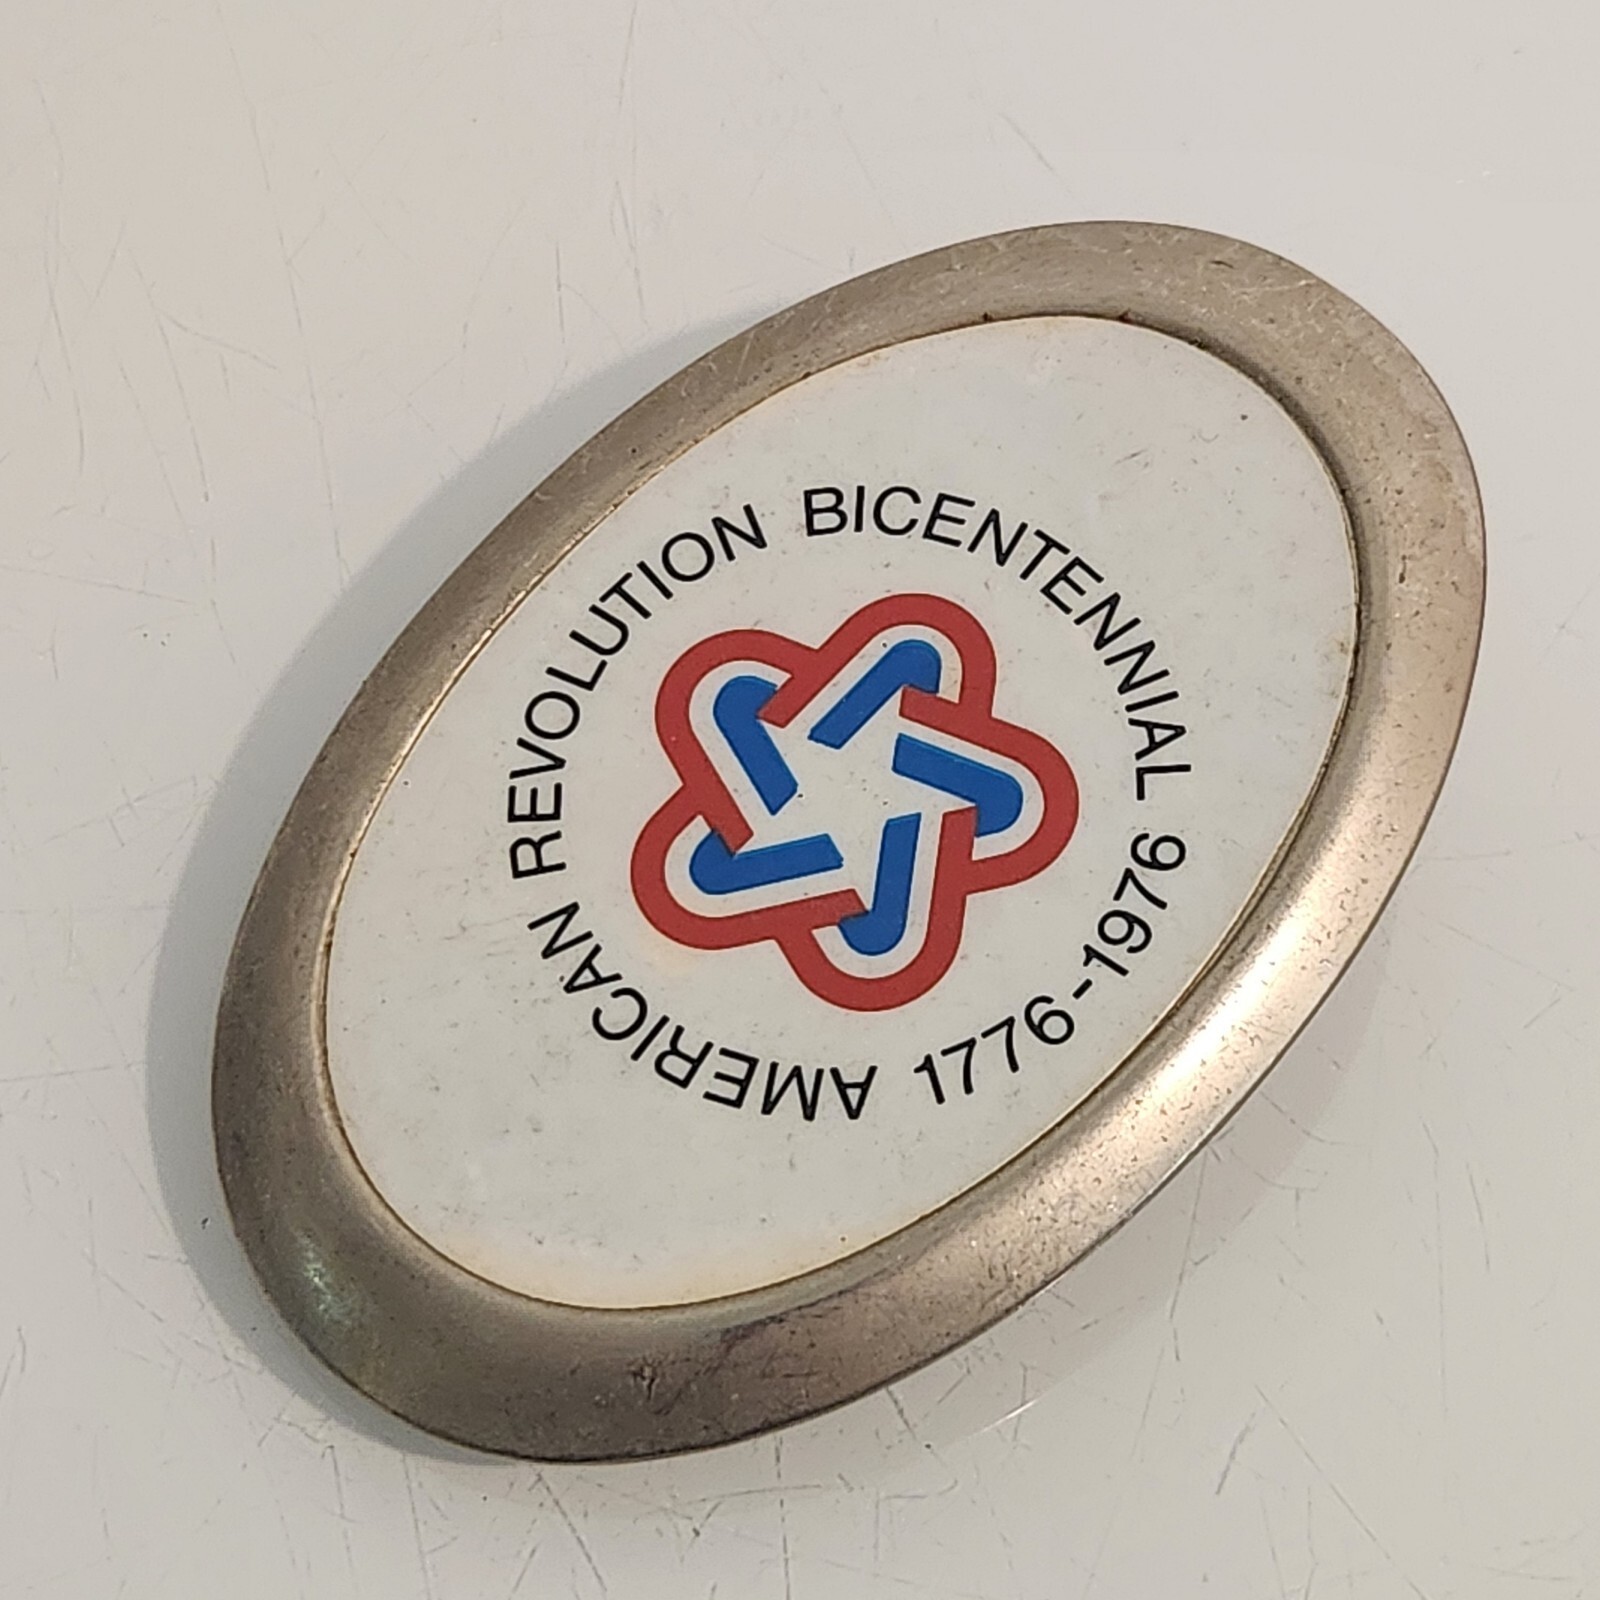 AMERICAN REVOLUTION BICENTENNIAL 1776-1976